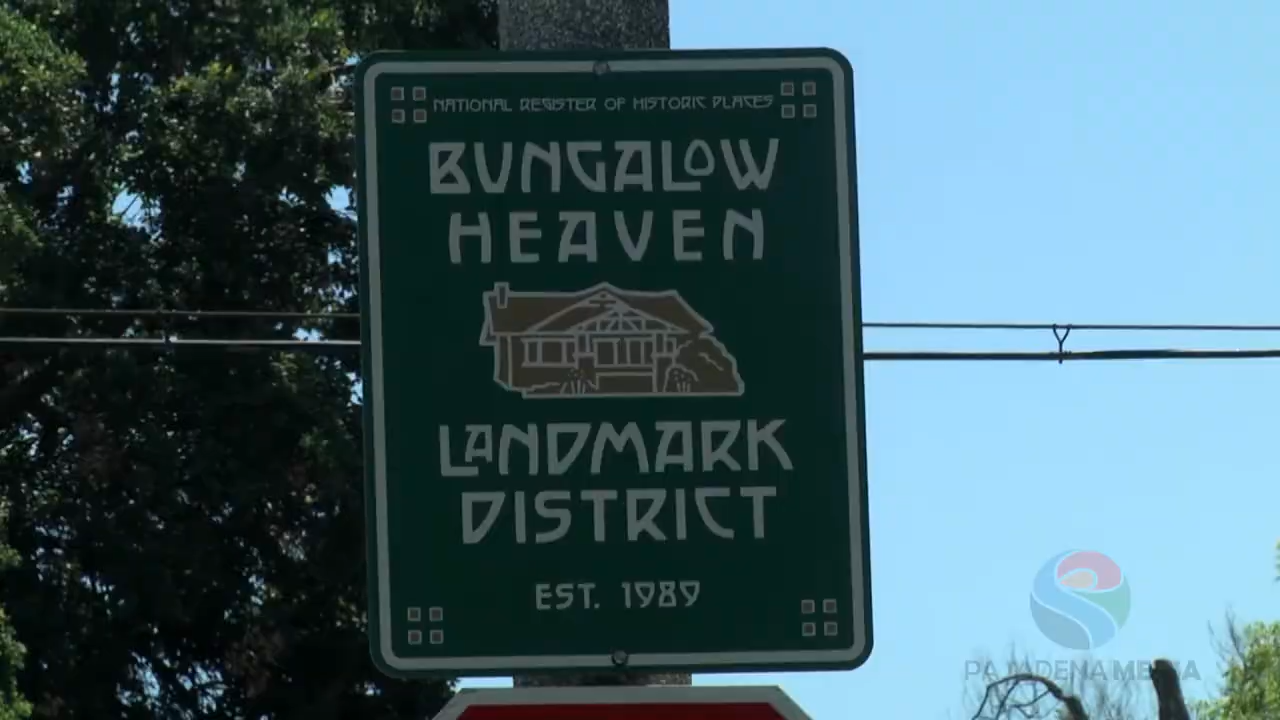 NATIONAL REGISTER OF HISTORIC PLACES
BUNGALOW
HEAVEN
LANDMARK
DISTRICT
EST. 1989
PASADENA MEDIA